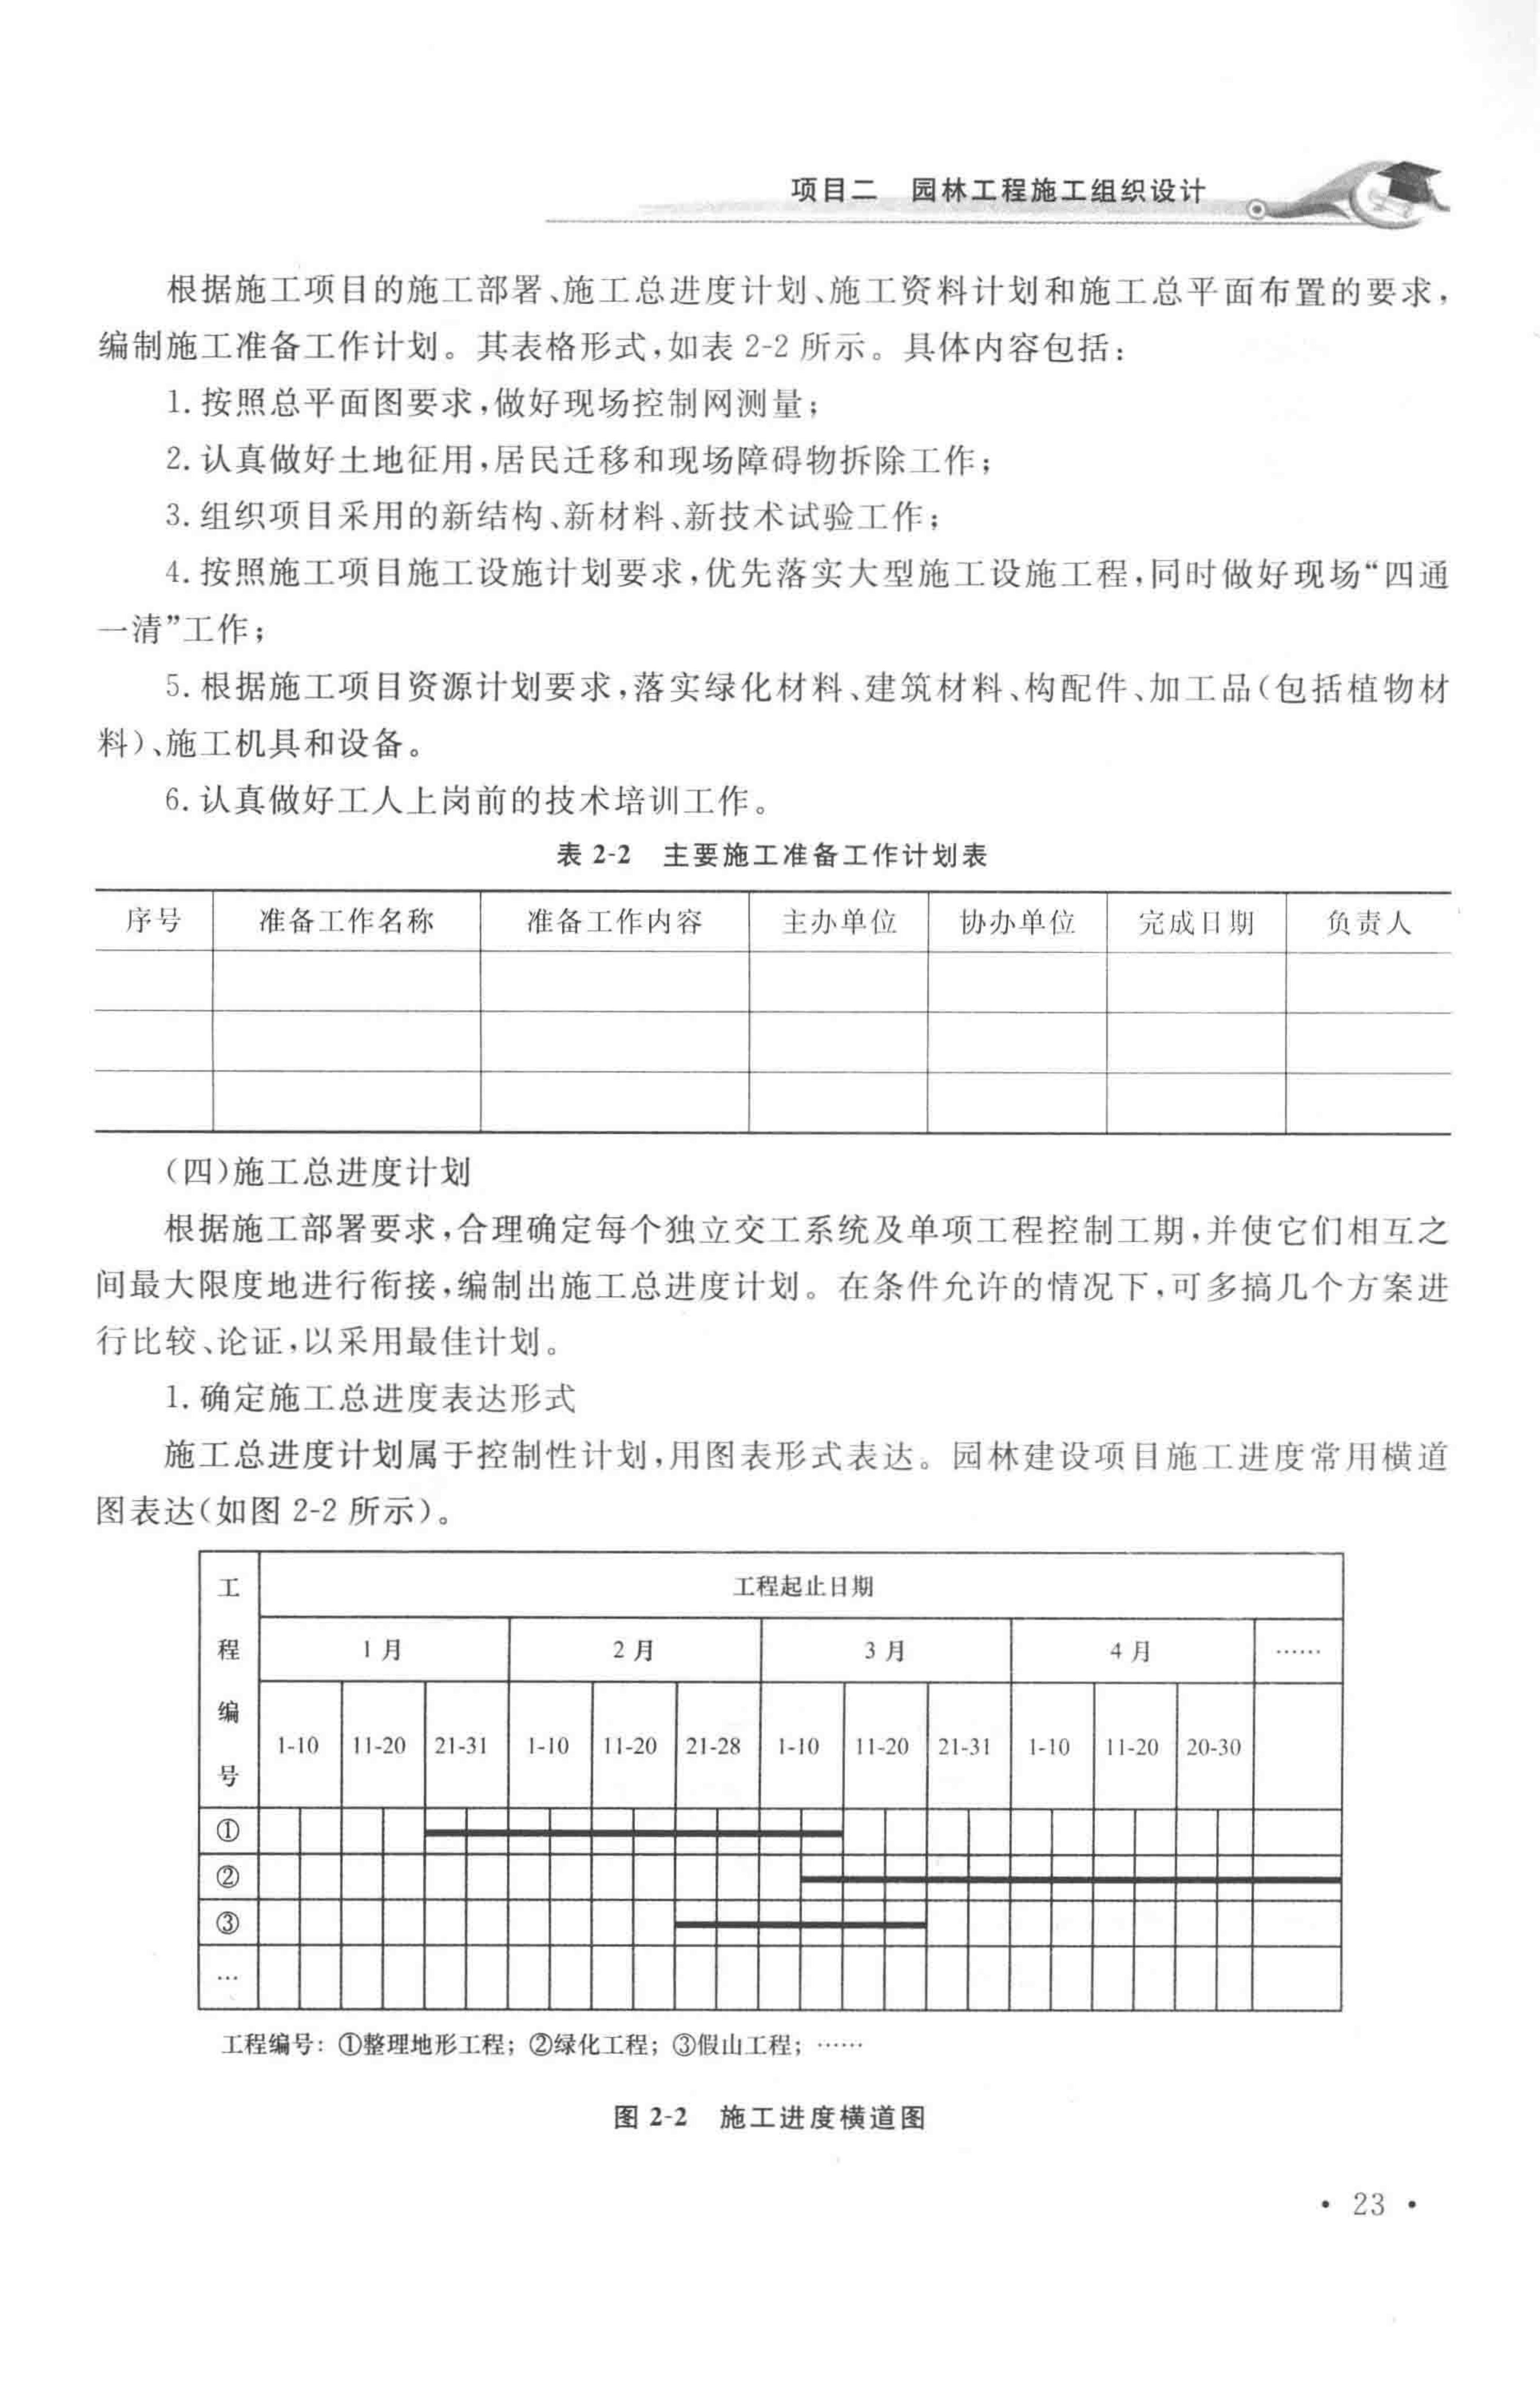 项目二 园林工程施工组织设计
根据施工项目的施工部署、施工总进度计划、施工资料计划和施工总平面布置的要求，
编制施工准备工作计划。其表格形式，如表 2-2 所示。具体内容包括：
1. 按照总平面图要求，做好现场控制网测量；
2. 认真做好土地征用，居民迁移和现场障碍物拆除工作；
3. 组织项目采用的新结构、新材料、新技术试验工作；
4. 按照施工项目施工设施计划要求，优先落实大型施工设施工程，同时做好现场“四通
一清”工作；
5. 根据施工项目资源计划要求，落实绿化材料、建筑材料、构配件、加工品（包括植物材
料）、施工机具和设备。
6. 认真做好工人上岗前的技术培训工作。
表 2-2 主要施工准备工作计划表
序号 准备工作名称 准备工作内容 主办单位 协办单位 完成日期 负责人
（四）施工总进度计划
根据施工部署要求，合理确定每个独立交工系统及单项工程控制工期，并使它们相互之
间最大限度地进行衔接，编制出施工总进度计划。在条件允许的情况下，可多搞几个方案进
行比较、论证，以采用最佳计划。
1. 确定施工总进度表达形式
施工总进度计划属于控制性计划，用图表形式表达。园林建设项目施工进度常用横道
图表达（如图 2-2 所示）。
工程编号
工程起止日期
1 月 2 月 3 月 4 月 ……
1-10 11-20 21-31 1-10 11-20 21-28 1-10 11-20 21-31 1-10 11-20 20-30
①
②
③
…
工程编号：①整理地形工程；②绿化工程；③假山工程；……
图 2-2 施工进度横道图
• 23 •